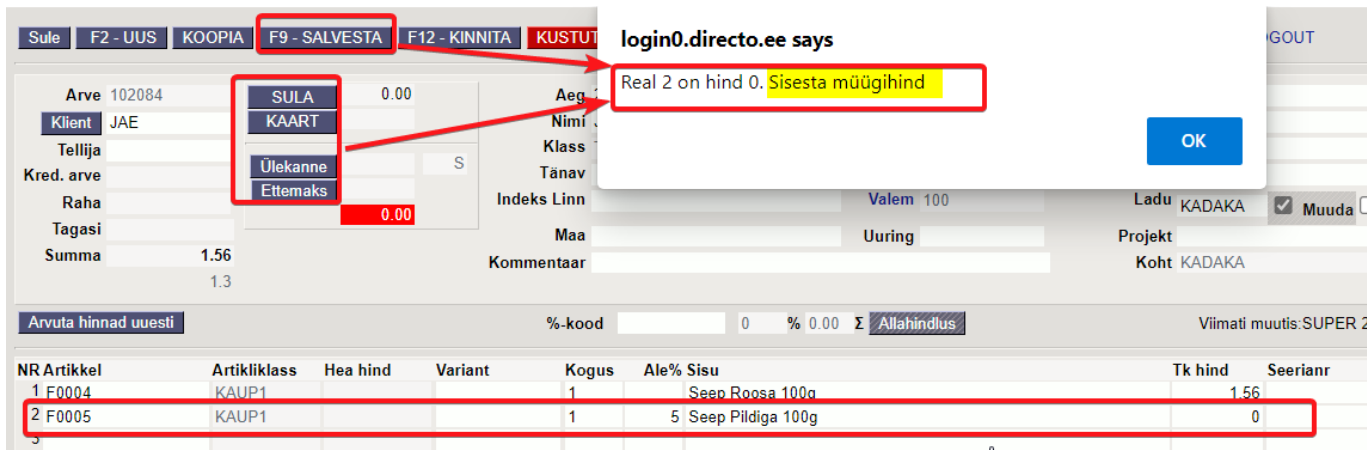 Sule F2 - UUS KOOPIA F9 - SALVESTA F12 - KINNITA KUSTUT
login0.directo.ee says
Real 2 on hind 0. Sisesta müügihind
OK
OGOUT
Arve 102084 SULA 0.00 Aeg
Klient JAE KAART Nimi
Tellija Klass
Kred. arve Ülekanne S Tänav
Raha Ettemaks Indeks Linn Valem 100 Ladu KADAKA Muuda
0.00
Tagasi Maa Uuring Projekt
Summa 1.56 Kommentaar Koht KADAKA
1.3
Arvuta hinnad uuesti %-kood 0 % 0.00 Σ Allahindlus Viimati muutis:SUPER 2
NR Artikkel Artikliklass Hea hind Variant Kogus Ale% Sisu Tk hind Seerianr
1 F0004 KAUP1 1 Seep Roosa 100g 1.56
2 F0005 KAUP1 1 5 Seep Pildiga 100g 0
3